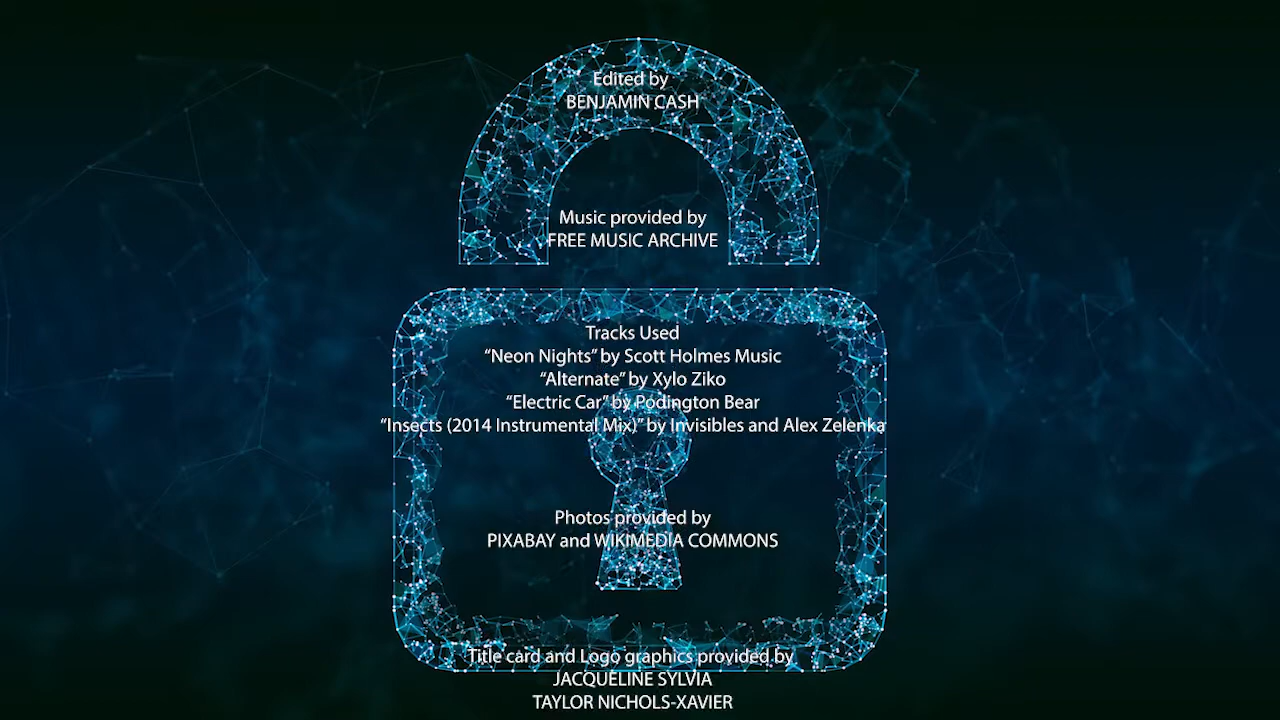 Edited by
BENJAMIN CASH
Music provided by
FREE MUSIC ARCHIVE
Tracks Used
“Neon Nights” by Scott Holmes Music
“Alternate” by Xylo Ziko
“Electric Car” by Podington Bear
“Insects (2014 Instrumental Mix)” by Invisibles and Alex Zelenka
Photos provided by
PIXABAY and WIKIMEDIA COMMONS
Title card and Logo graphics provided by
JACQUELINE SYLVIA
TAYLOR NICHOLS-XAVIER